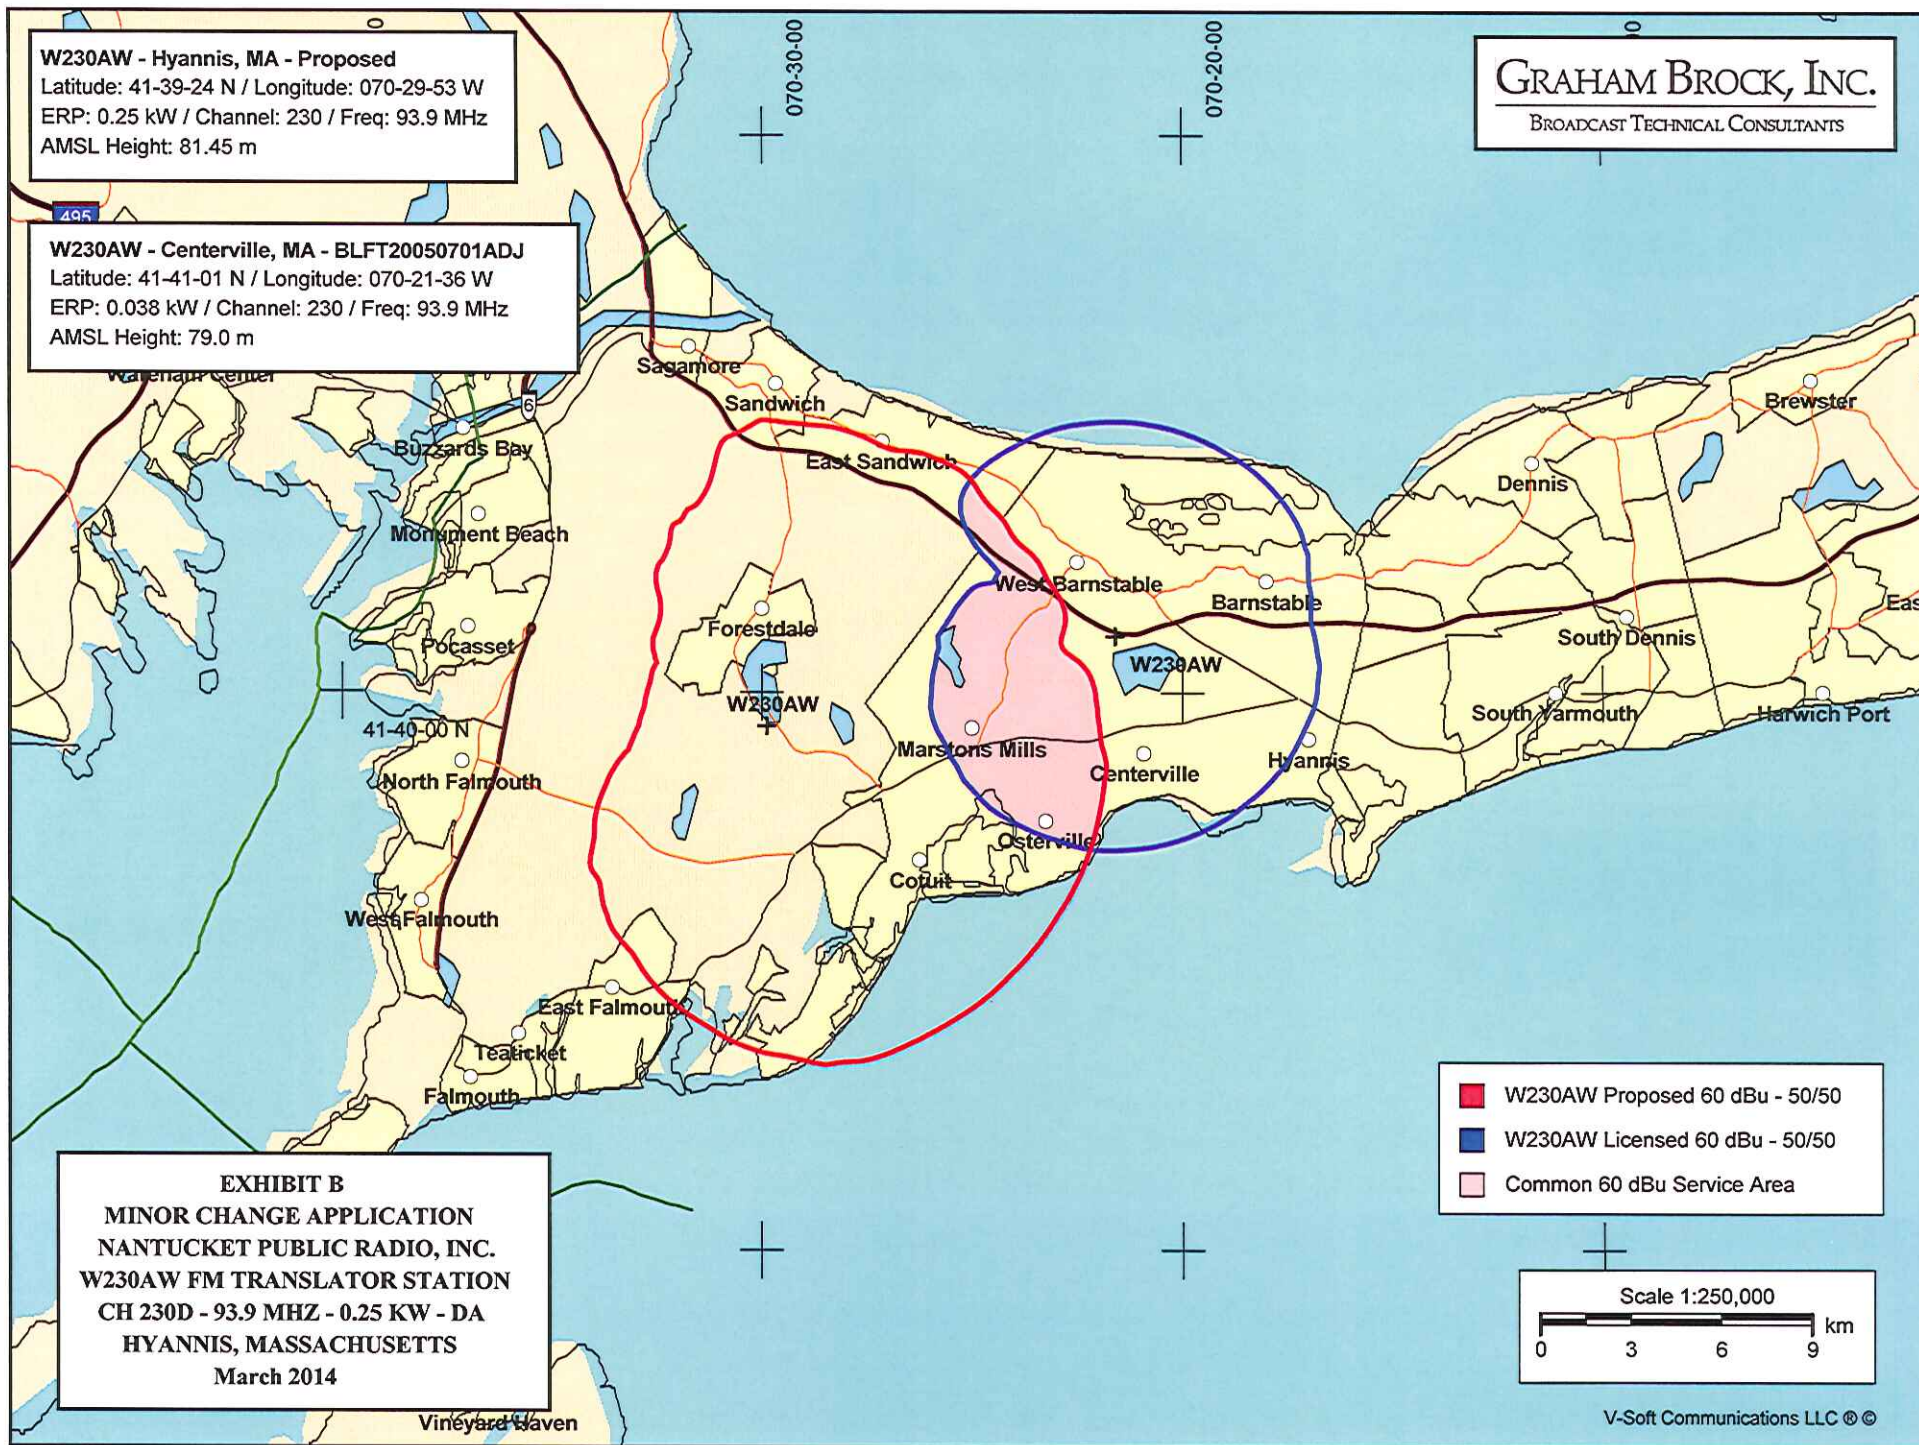 W230AW - Hyannis, MA - Proposed
Latitude: 41-39-24 N / Longitude: 070-29-53 W
ERP: 0.25 kW / Channel: 230 / Freq: 93.9 MHz
AMSL Height: 81.45 m
070-30-00
070-20-00
GRAHAM BROCK, INC.
BROADCAST TECHNICAL CONSULTANTS
495
W230AW - Centerville, MA - BLFT20050701ADJ
Latitude: 41-41-01 N / Longitude: 070-21-36 W
ERP: 0.038 kW / Channel: 230 / Freq: 93.9 MHz
AMSL Height: 79.0 m
Wareham Center
Sagamore
Sandwich
6
Brewster
Buzzards Bay
East Sandwich
Dennis
Monument Beach
West Barnstable
Barnstable
Forestdale
Pocasset
South Dennis
W230AW
W230AW
41-40-00 N
South Yarmouth
Harwich Port
Marstons Mills
Centerville
Hyannis
North Falmouth
Osterville
Cotuit
West Falmouth
East Falmouth
Teaticket
Falmouth
W230AW Proposed 60 dBu - 50/50
W230AW Licensed 60 dBu - 50/50
Common 60 dBu Service Area
EXHIBIT B
MINOR CHANGE APPLICATION
NANTUCKET PUBLIC RADIO, INC.
W230AW FM TRANSLATOR STATION
CH 230D - 93.9 MHZ - 0.25 KW - DA
HYANNIS, MASSACHUSETTS
March 2014
Scale 1:250,000
km
0 3 6 9
Vineyard Haven
V-Soft Communications LLC ® ©